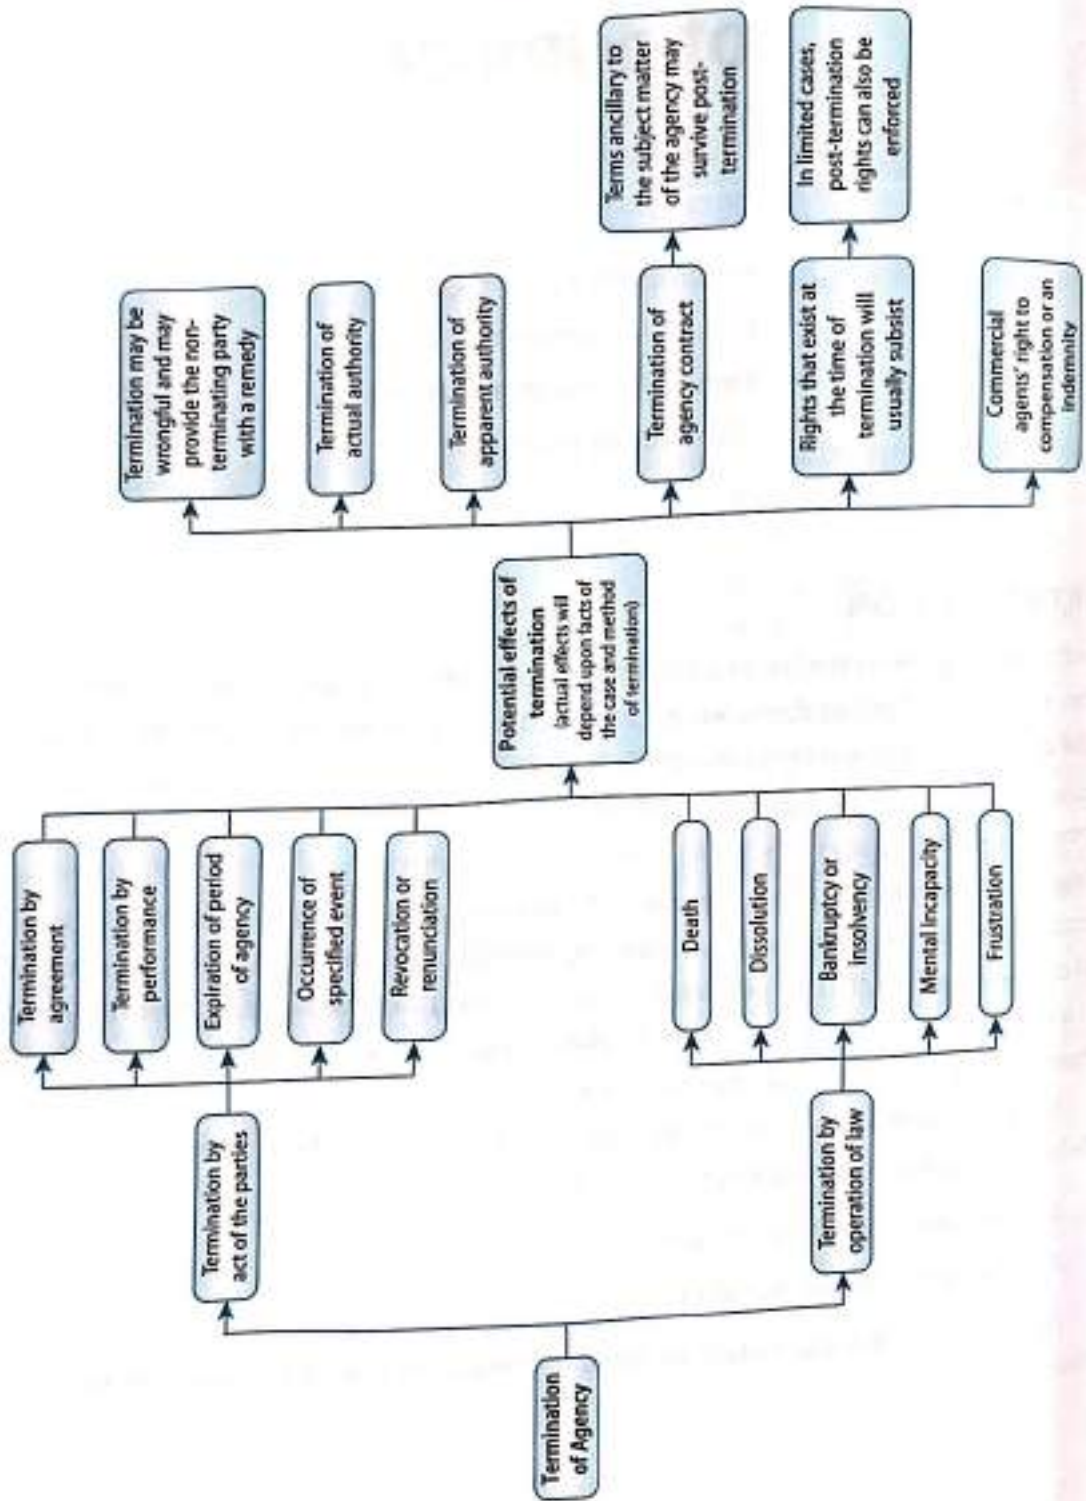 Termination
of Agency
Termination by
act of the parties
Termination by
operation of law
Termination by
agreement
Termination by
performance
Expiration of period
of agency
Occurrence of
specified event
Revocation or
renunciation
Death
Dissolution
Bankruptcy or
insolvency
Mental incapacity
Frustration
Potential effects of
termination
(actual effects will
depend upon facts of
the case and method
of termination)
Termination may be
wrongful and may
provide the non-
terminating party
with a remedy
Termination of
actual authority
Termination of
apparent authority
Termination of
agency contract
Terms ancillary to
the subject matter
of the agency may
survive post-
termination
Rights that exist at
the time of
termination will
usually subsist
In limited cases,
post-termination
rights can also be
enforced
Commercial
agents' right to
compensation or an
indemnity